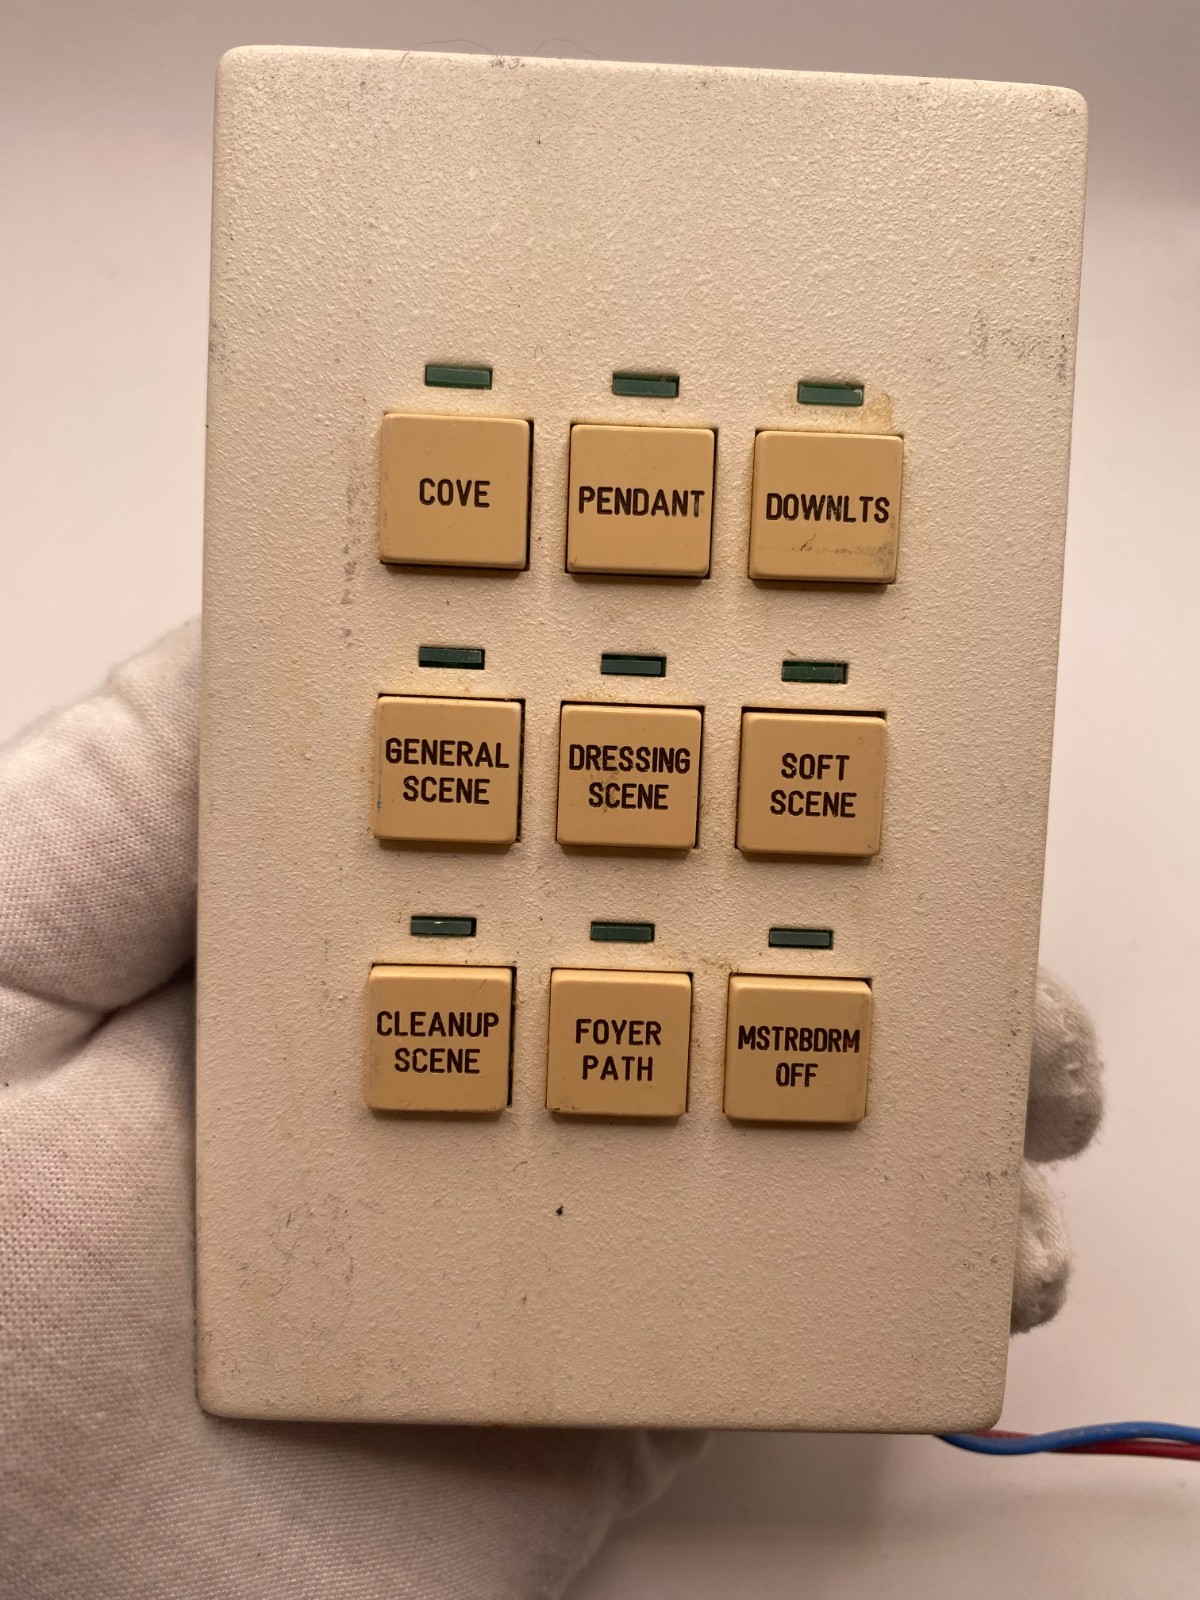 COVE
PENDANT
DOWNLTS
GENERAL
SCENE
DRESSING
SCENE
SOFT
SCENE
CLEANUP
SCENE
FOYER
PATH
MSTRBDRM
OFF